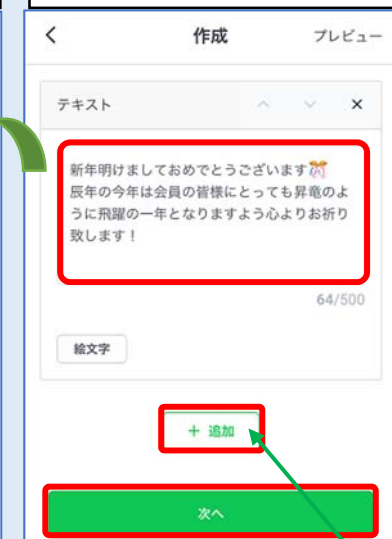 作成 プレビュー
テキスト
新年明けましておめでとうございます🎊
辰年の今年は会員の皆様にとっても昇竜のよ
うに飛躍の一年となりますよう心よりお祈り
致します!
64/500
絵文字
+ 追加
次へ